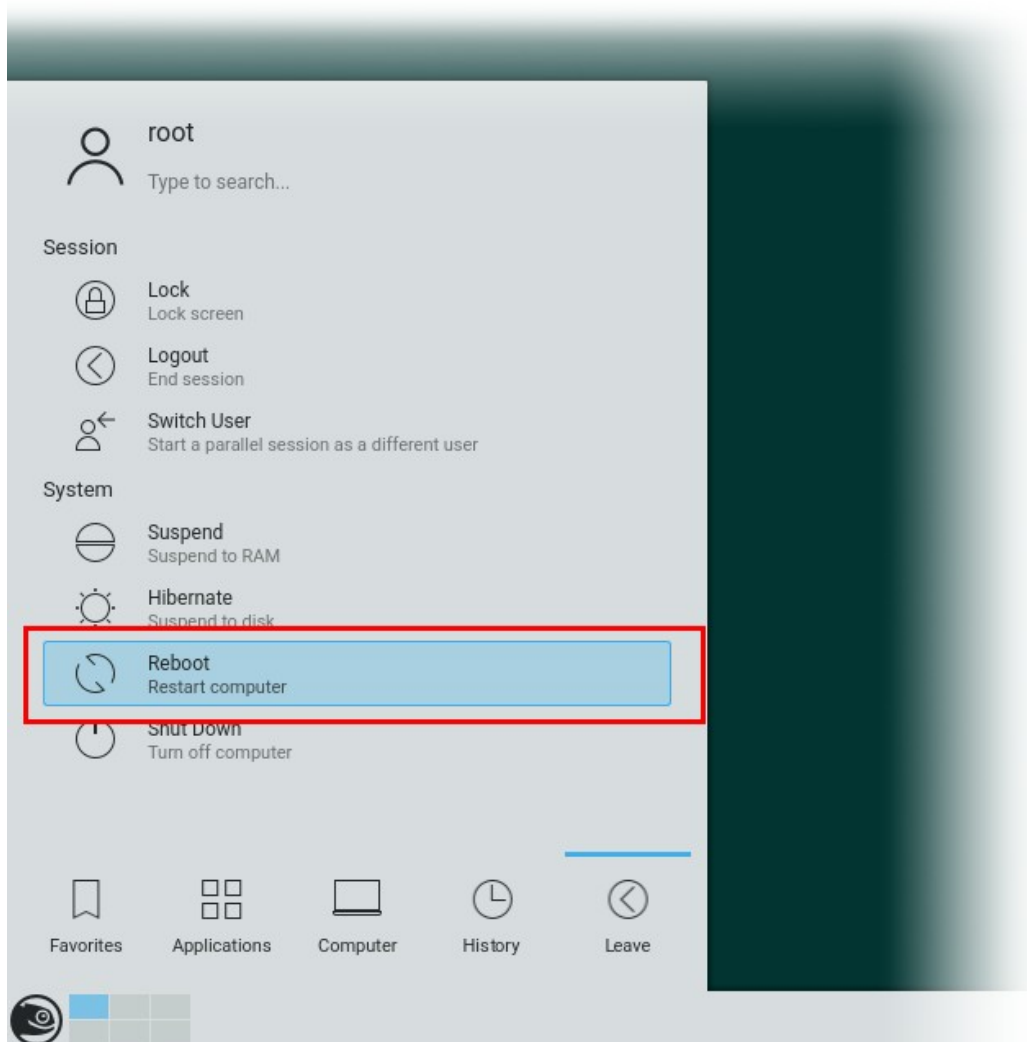 root
Type to search...
Session
Lock
Lock screen
Logout
End session
Switch User
Start a parallel session as a different user
System
Suspend
Suspend to RAM
Hibernate
Suspend to disk
Reboot
Restart computer
Shut Down
Turn off computer
Favorites Applications Computer History Leave